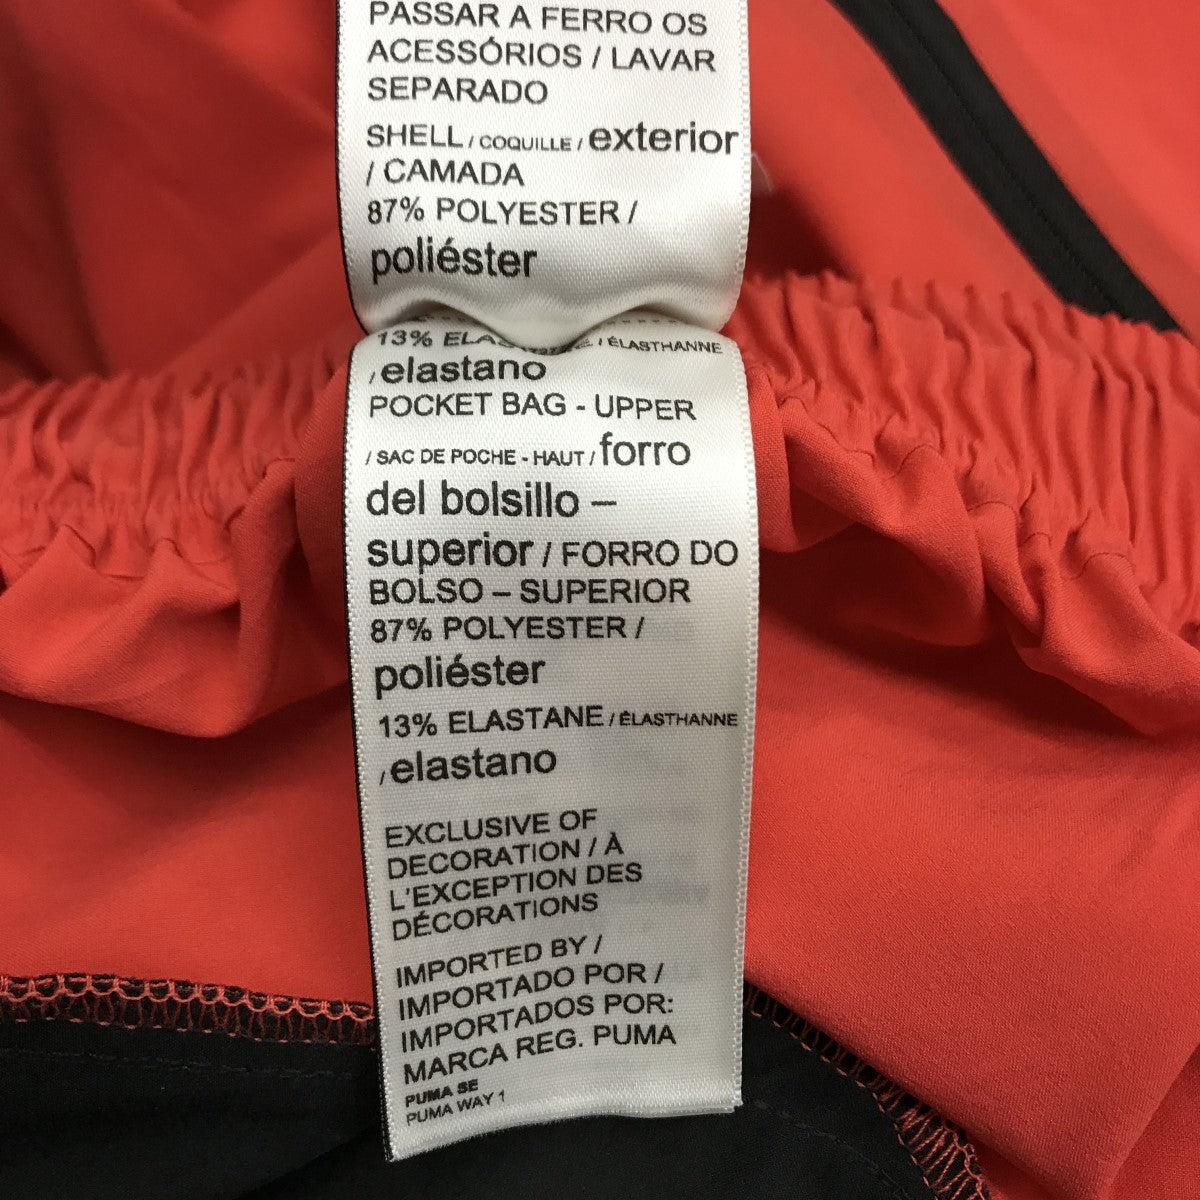 PASSAR A FERRO OS
ACESSÓRIOS / LAVAR
SEPARADO
SHELL / COQUILLE / exterior
/ CAMADA
87% POLYESTER /
poliéster
13% / ÉLASTHANNE
/ elastano
POCKET BAG - UPPER
/ SAC DE POCHE - HAUT / forro
del bolsillo –
superior / FORRO DO
BOLSO – SUPERIOR
87% POLYESTER /
poliéster
13% ELASTANE / ÉLASTHANNE
/ elastano
EXCLUSIVE OF
DECORATION / À
L'EXCEPTION DES
DÉCORATIONS
IMPORTED BY /
IMPORTADO POR /
IMPORTADOS POR:
MARCA REG. PUMA
PUMA SE
PUMA WAY 1